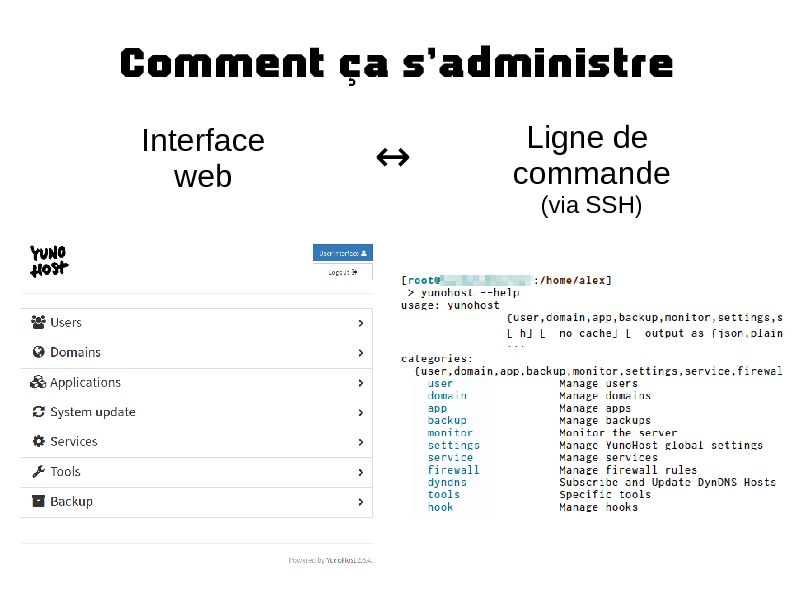 Comment ça s'administre
Interface
web
↔
Ligne de
commande
(via SSH)
YUNO
HOST
User interface
Logout
Users
Domains
Applications
System update
Services
Tools
Backup
Powered by YunoHost 2.6.4.
[root@ :/home/alex]
> yunohost --help
usage: yunohost
{user,domain,app,backup,monitor,settings,s
[ h] [ no cache] [ output as {json,plain
...
categories:
{user,domain,app,backup,monitor,settings,service,firewal
user Manage users
domain Manage domains
app Manage apps
backup Manage backups
monitor Monitor the server
settings Manage YunoHost global settings
service Manage services
firewall Manage firewall rules
dyndns Subscribe and Update DynDNS Hosts
tools Specific tools
hook Manage hooks